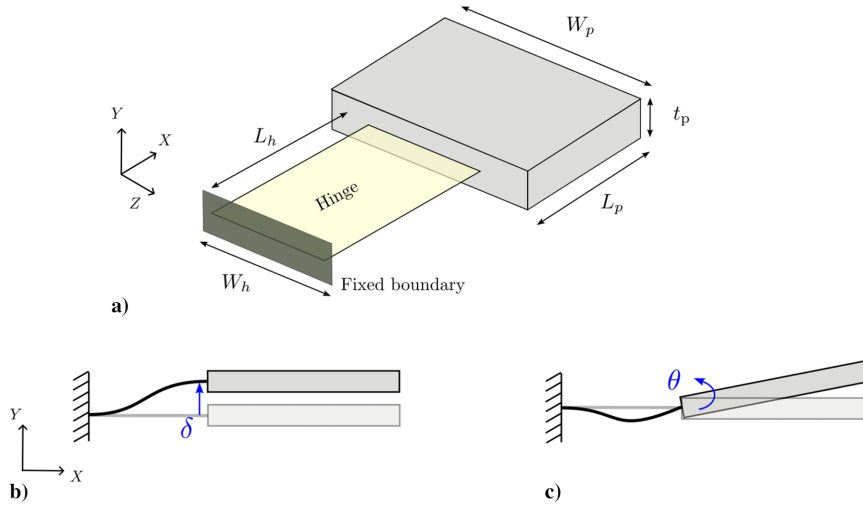 W_p
Y
X
Z
L_h
t_p
Hinge
L_p
W_h
Fixed boundary
a)
Y
δ
θ
X
b)
c)